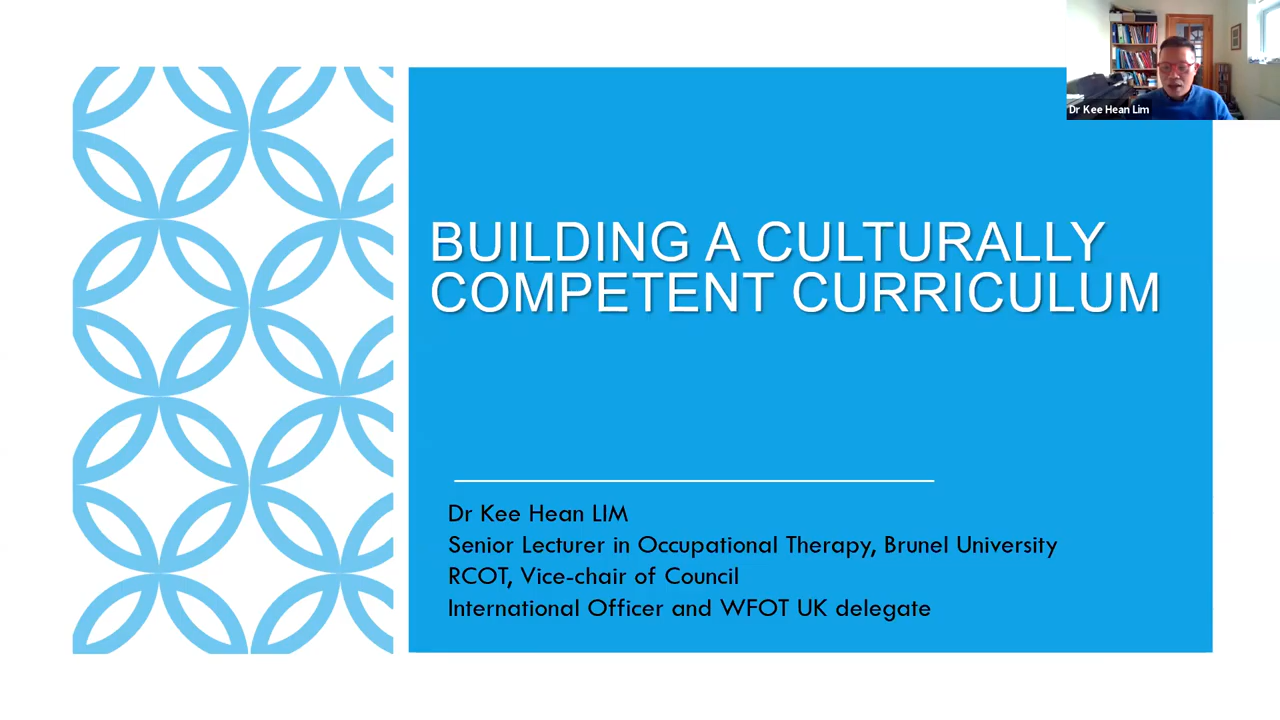 Dr Kee Hean Lim
BUILDING A CULTURALLY
COMPETENT CURRICULUM
Dr Kee Hean LIM
Senior Lecturer in Occupational Therapy, Brunel University
RCOT, Vice-chair of Council
International Officer and WFOT UK delegate